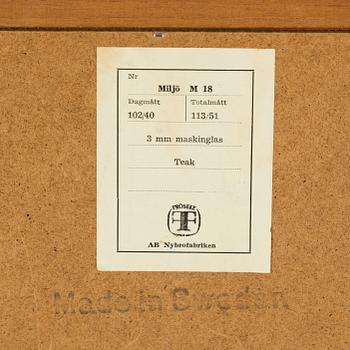 Nr
Miljö M 18
Dagmått Totalmått
102/40 113/51
3 mm maskinglas
Teak
FRÖSEKE
AB Nybrofabriken
Made in Sweden